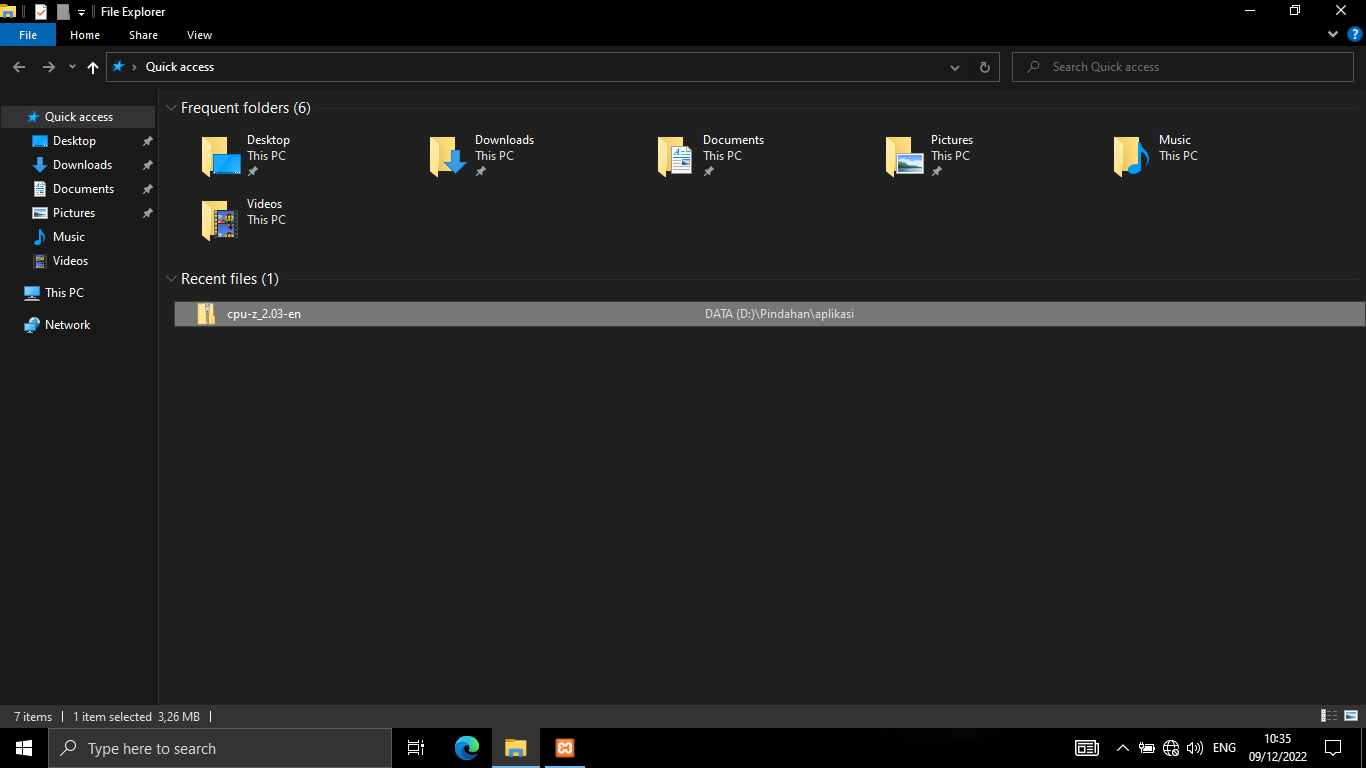 File Explorer
File Home Share View
Quick access
Search Quick access
Quick access
Desktop
Downloads
Documents
Pictures
Music
Videos
This PC
Network
Frequent folders (6)
Desktop
This PC
Downloads
This PC
Documents
This PC
Pictures
This PC
Music
This PC
Videos
This PC
Recent files (1)
cpu-z_2.03-en DATA (D:)\Pindahan\aplikasi
7 items 1 item selected 3,26 MB
Type here to search
ENG
10:35
09/12/2022